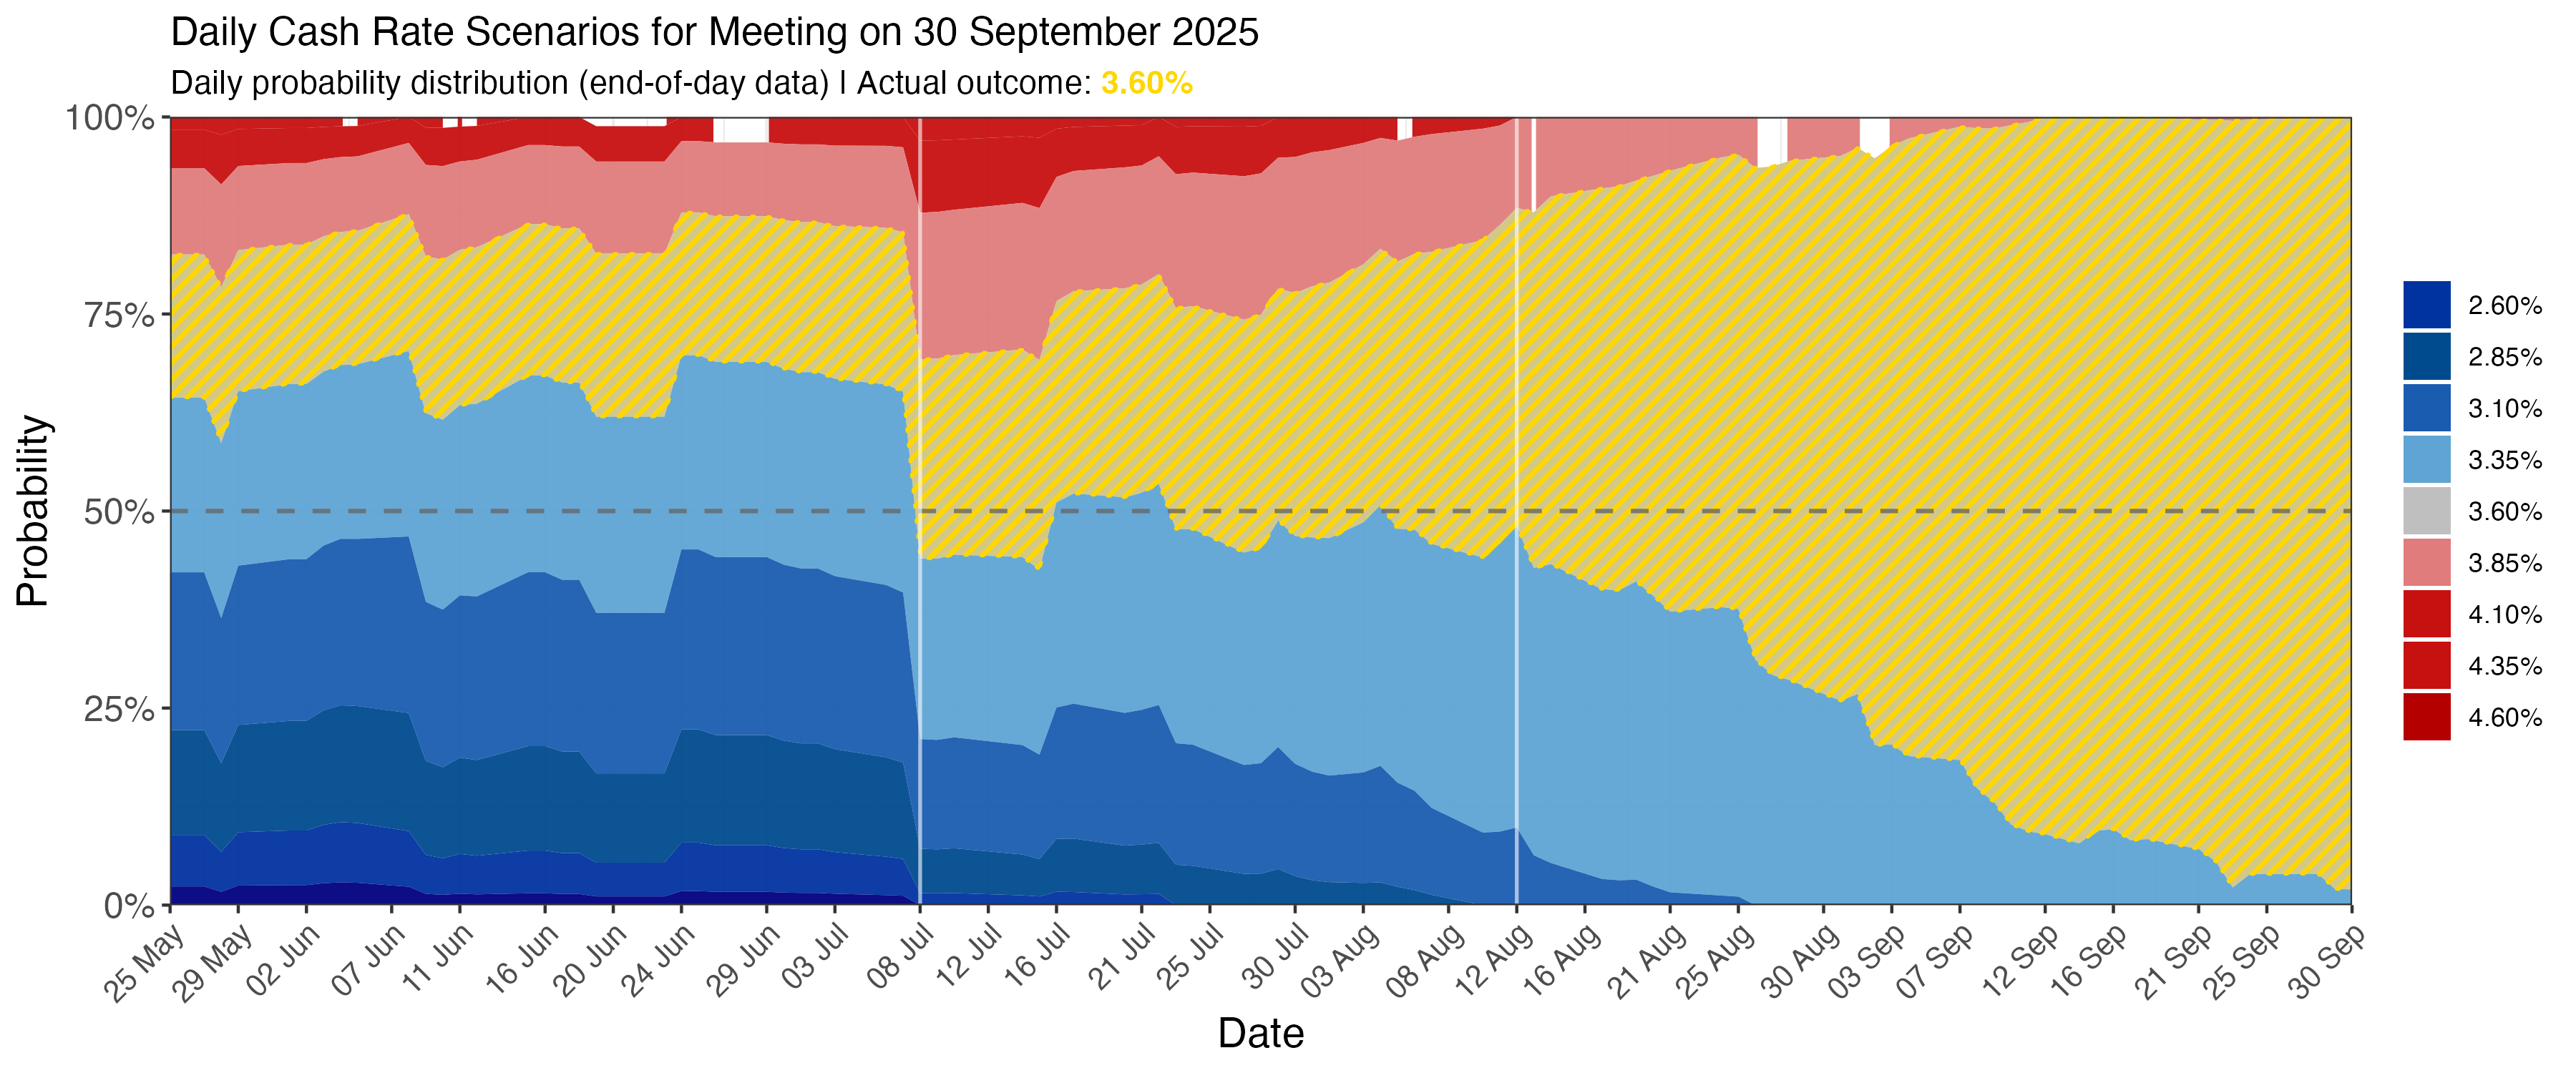 Daily Cash Rate Scenarios for Meeting on 30 September 2025
Daily probability distribution (end-of-day data) | Actual outcome: 3.60%
Probability
100%
75%
50%
25%
0%
25 May
29 May
02 Jun
07 Jun
11 Jun
16 Jun
20 Jun
24 Jun
29 Jun
03 Jul
08 Jul
12 Jul
16 Jul
21 Jul
25 Jul
30 Jul
03 Aug
08 Aug
12 Aug
16 Aug
21 Aug
25 Aug
30 Aug
03 Sep
07 Sep
12 Sep
16 Sep
21 Sep
25 Sep
30 Sep
Date
2.60%
2.85%
3.10%
3.35%
3.60%
3.85%
4.10%
4.35%
4.60%